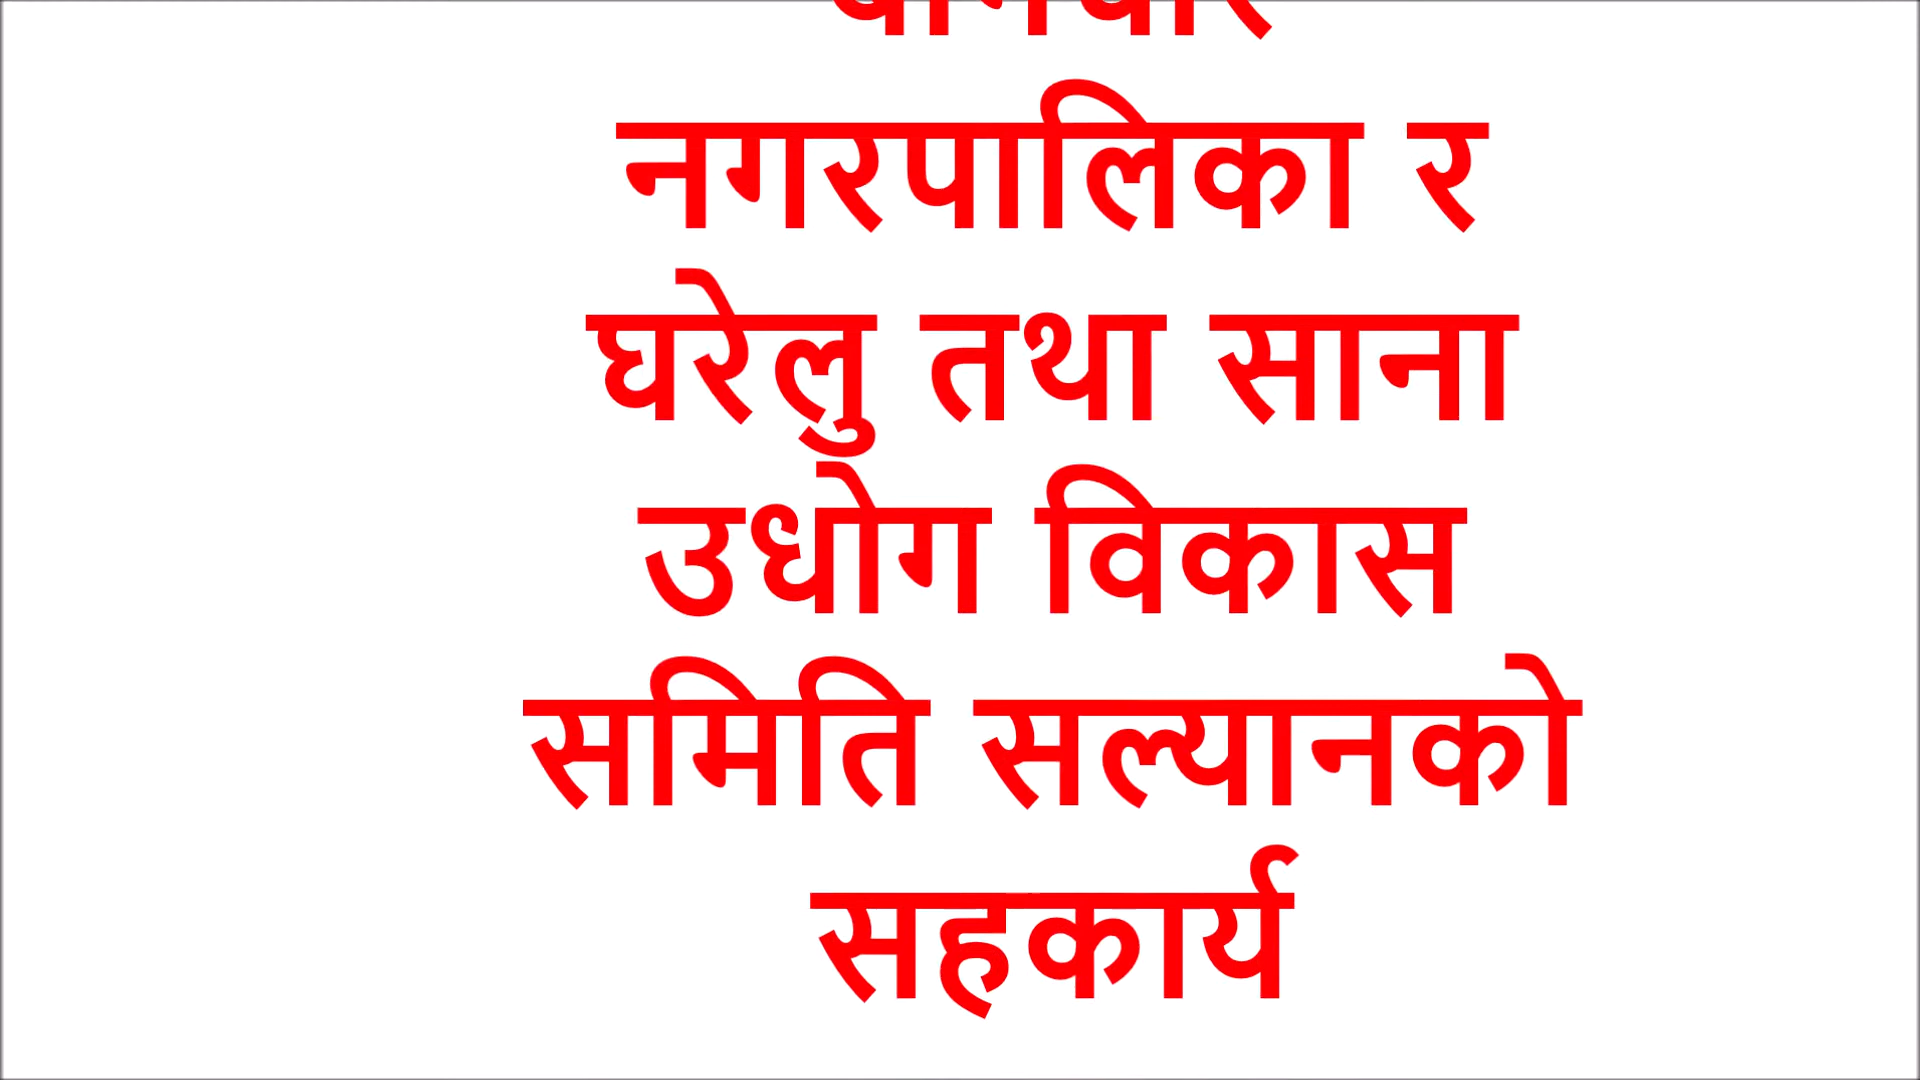 नगरपालिका र
घरेलु तथा साना
उधोग विकास
समिति सल्यानको
सहकार्य